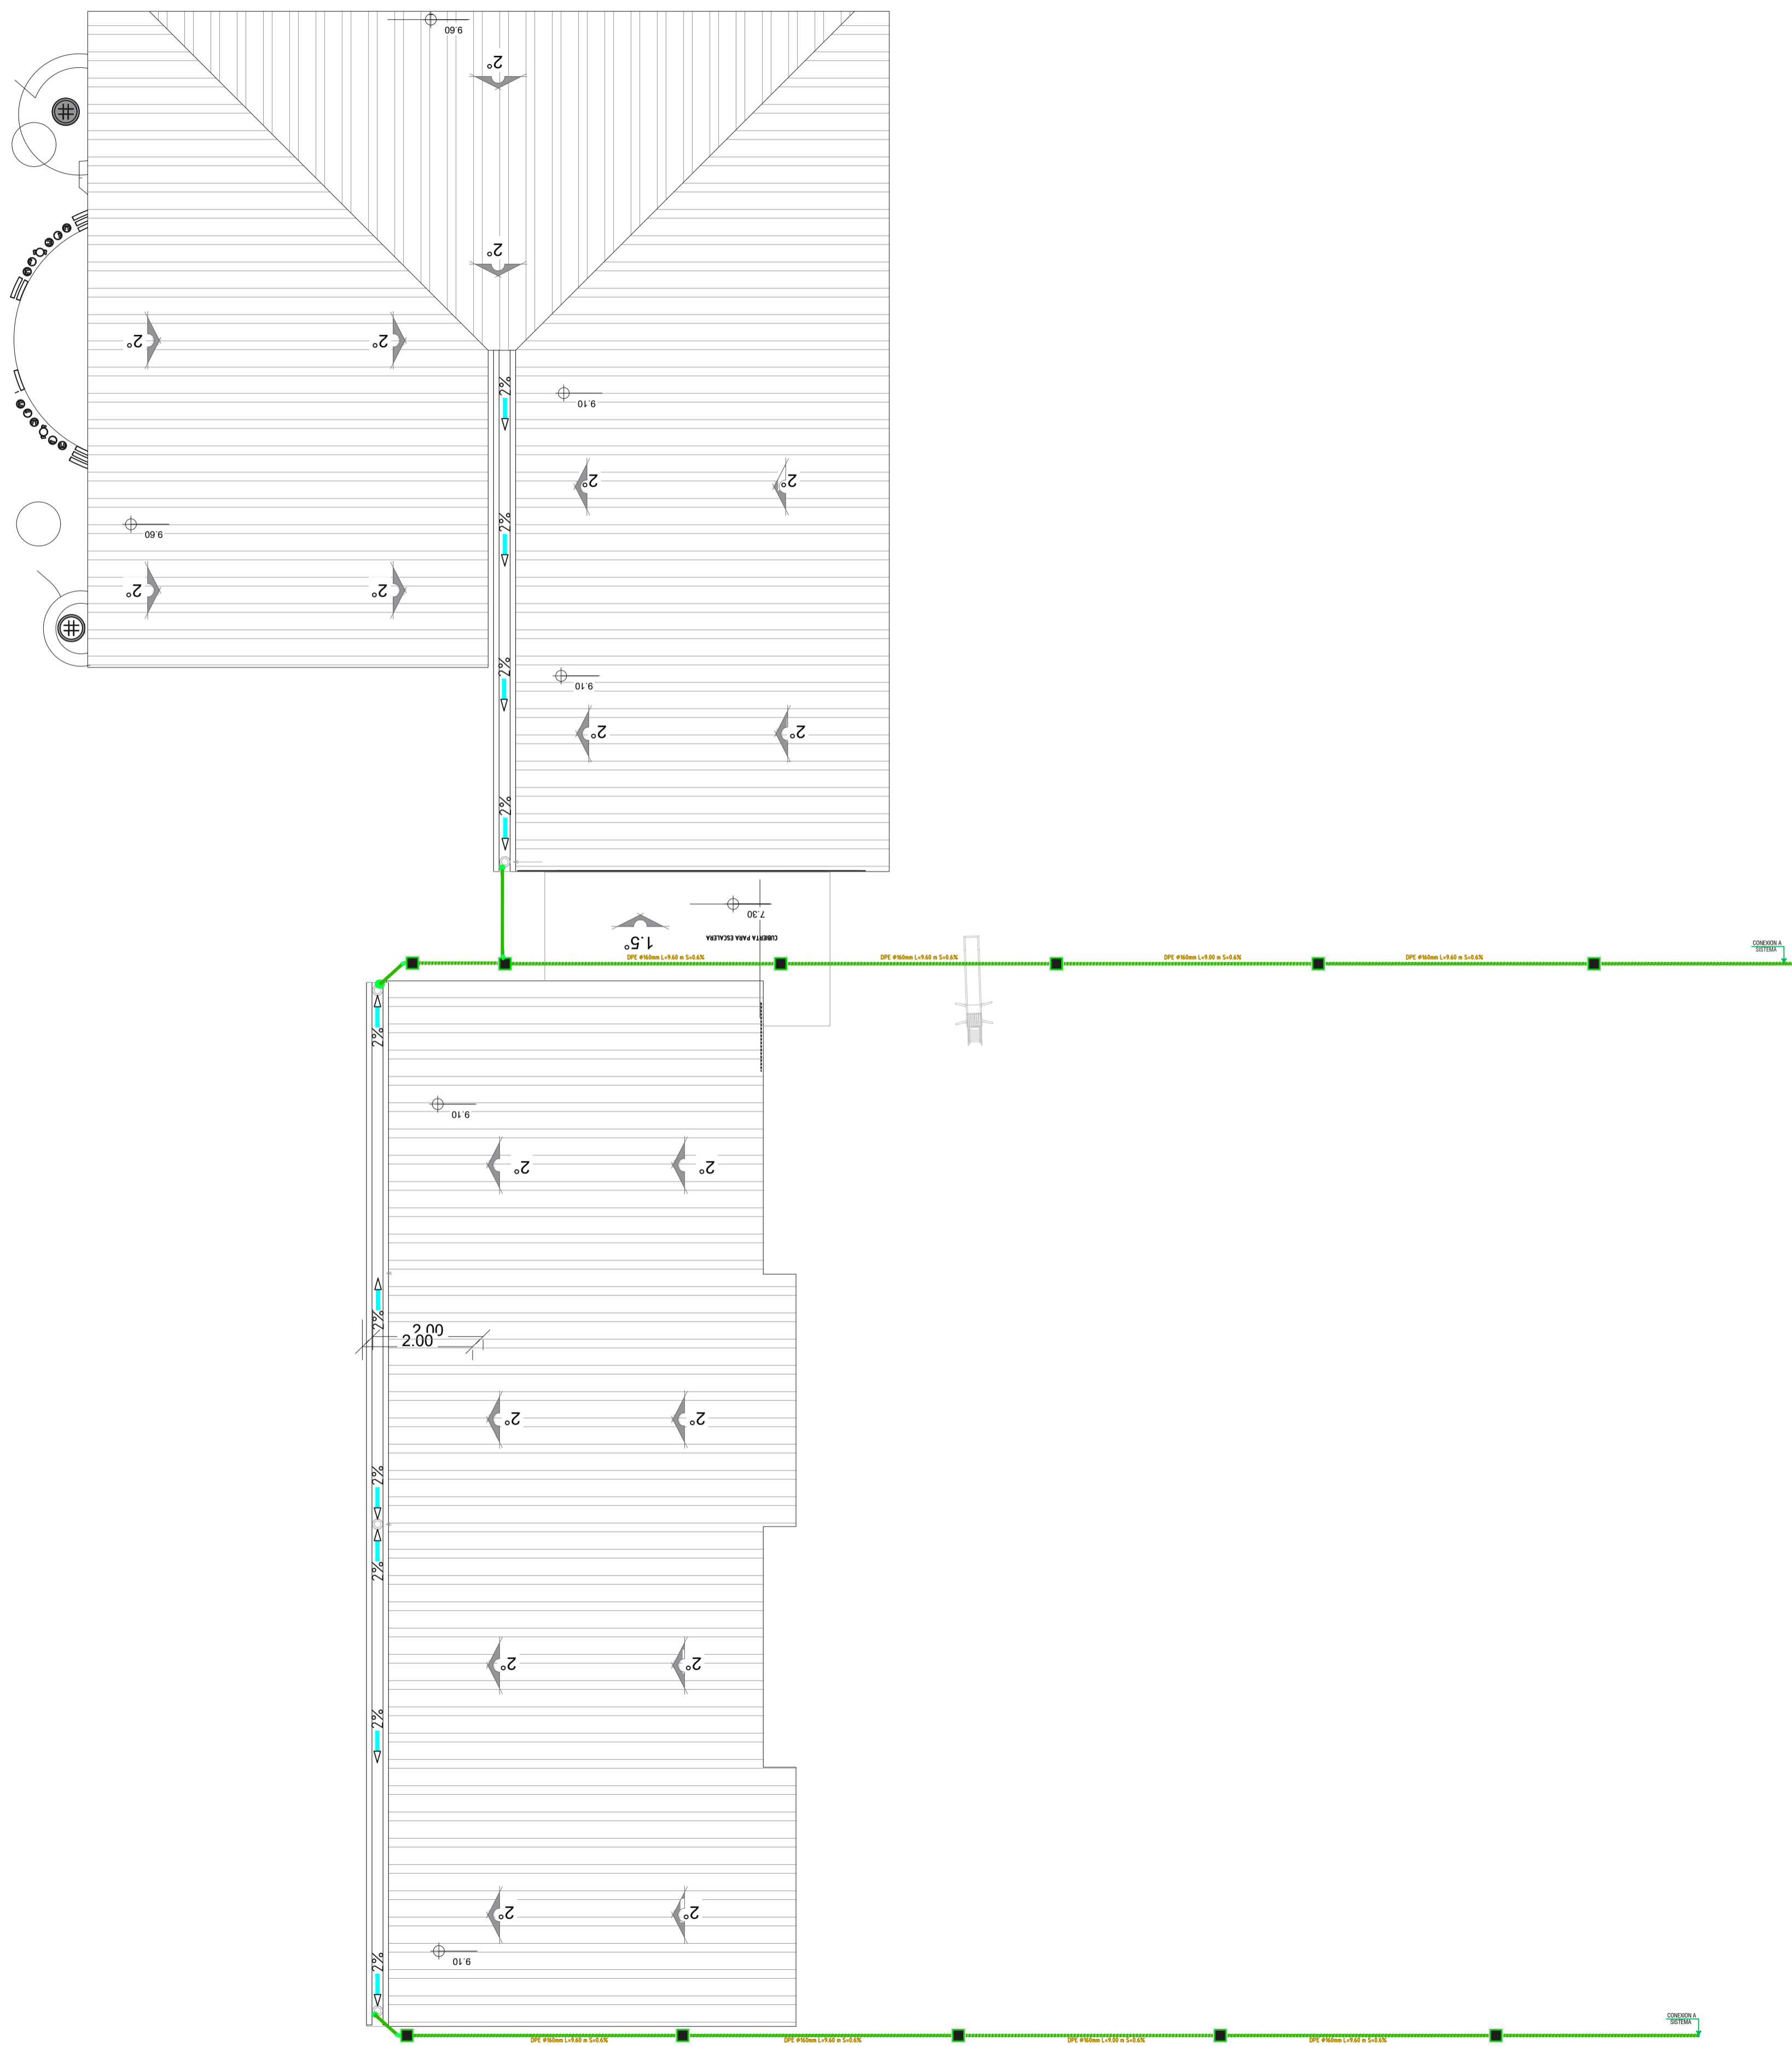 9.60
2°
2°
2°
2°
2%
9.10
2°
2°
2%
9.60
2°
2°
2%
9.10
2°
2°
2%
7.30
1.5°
CUBIERTA PARA ESCALERA
CONEXION A
SISTEMA
DPE Ø160mm L=9.60 m S=0.6%
DPE Ø160mm L=9.60 m S=0.6%
DPE Ø160mm L=9.00 m S=0.6%
DPE Ø160mm L=9.60 m S=0.6%
2%
9.10
2°
2°
2%
2.00
2.00
2°
2°
2%
2%
2°
2°
2%
2°
2°
9.10
2%
CONEXION A
SISTEMA
DPE Ø160mm L=9.60 m S=0.6%
DPE Ø160mm L=9.60 m S=0.6%
DPE Ø160mm L=9.00 m S=0.6%
DPE Ø160mm L=9.60 m S=0.6%